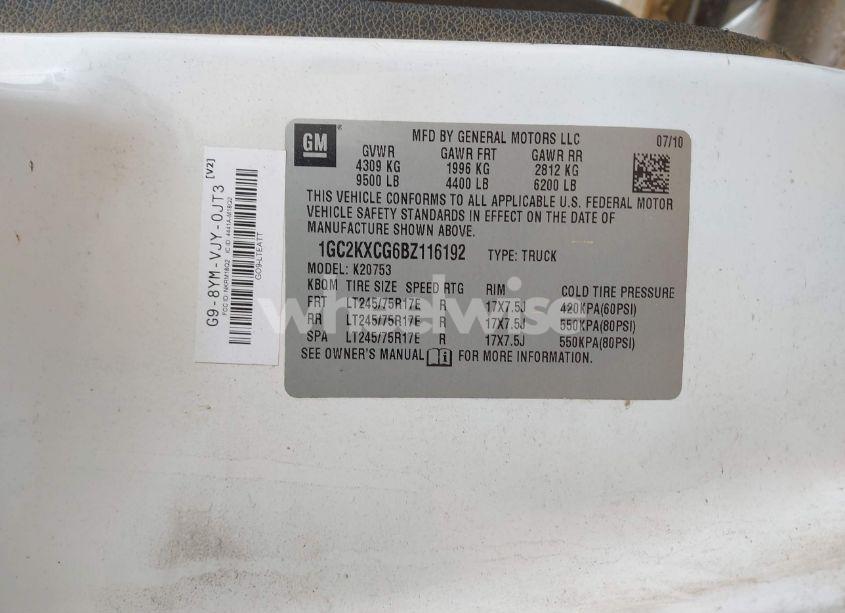 GM
MFD BY GENERAL MOTORS LLC 07/10
GVWR GAWR FRT GAWR RR
4309 KG 1996 KG 2812 KG
9500 LB 4400 LB 6200 LB
THIS VEHICLE CONFORMS TO ALL APPLICABLE U.S. FEDERAL MOTOR
VEHICLE SAFETY STANDARDS IN EFFECT ON THE DATE OF
MANUFACTURE SHOWN ABOVE.
1GC2KXCG6BZ116192 TYPE: TRUCK
MODEL: K20753
KBQM TIRE SIZE SPEED RTG RIM COLD TIRE PRESSURE
FRT LT245/75R17E R 17X7.5J 420KPA(60PSI)
RR LT245/75R17E R 17X7.5J 550KPA(80PSI)
SPA LT245/75R17E R 17X7.5J 550KPA(80PSI)
SEE OWNER'S MANUAL FOR MORE INFORMATION.
G9-8YM-VJY-0JT3 [V2]
GO9-LTEATT
wheelwise